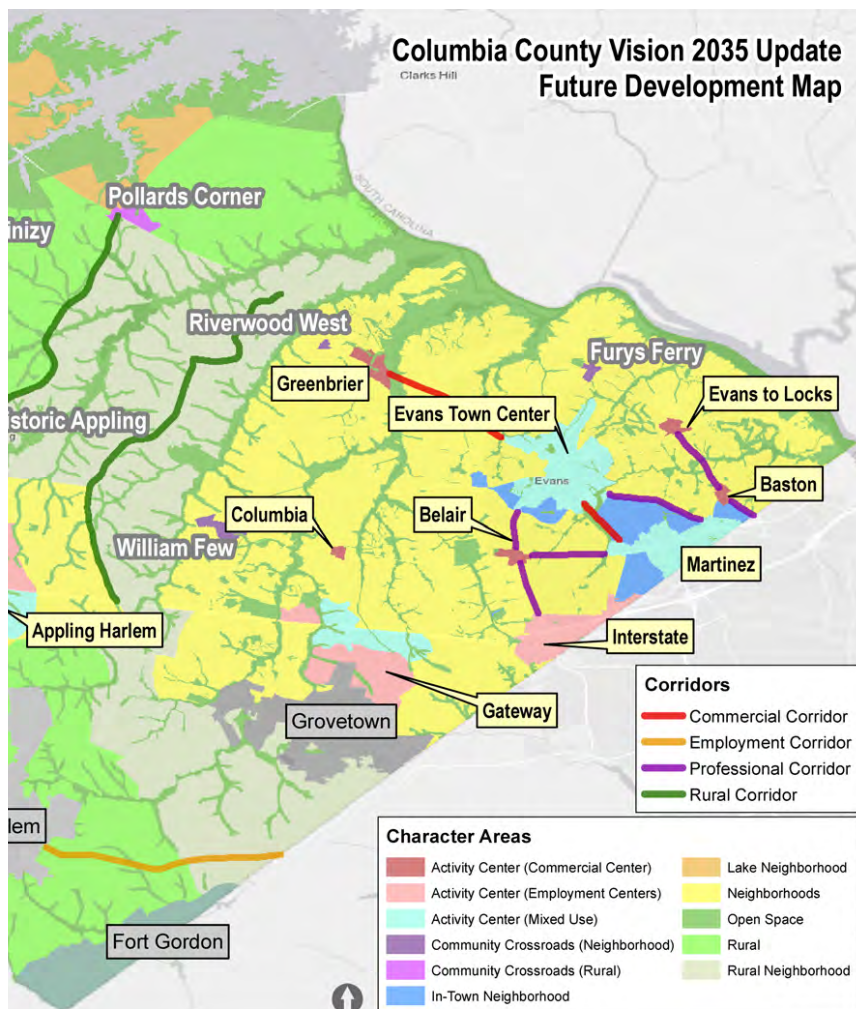 Columbia County Vision 2035 Update
Future Development Map
Clarks Hill
SOUTH CAROLINA
Pollards Corner
inizy
Riverwood West
Greenbrier
Furys Ferry
Evans Town Center
Evans to Locks
istoric Appling
Evans
Baston
Columbia
Belair
William Few
Martinez
Appling Harlem
Interstate
Gateway
Grovetown
lem
Fort Gordon
Corridors
Commercial Corridor
Employment Corridor
Professional Corridor
Rural Corridor
Character Areas
Activity Center (Commercial Center)
Activity Center (Employment Centers)
Activity Center (Mixed Use)
Community Crossroads (Neighborhood)
Community Crossroads (Rural)
In-Town Neighborhood
Lake Neighborhood
Neighborhoods
Open Space
Rural
Rural Neighborhood